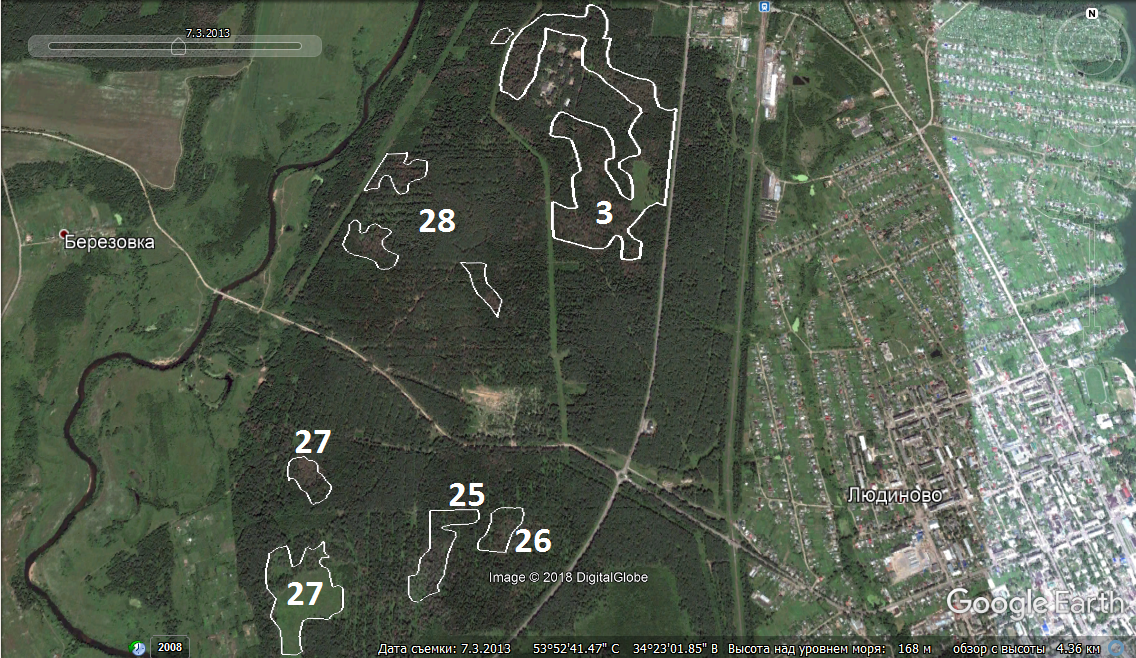 7.3.2013
N
28
3
Березовка
27
25
26
Людиново
27
Image © 2018 DigitalGlobe
Google Earth
2008
Дата съемки: 7.3.2013 53°52'41.47" С 34°23'01.85" В Высота над уровнем моря: 168 м обзор с высоты 4.36 км